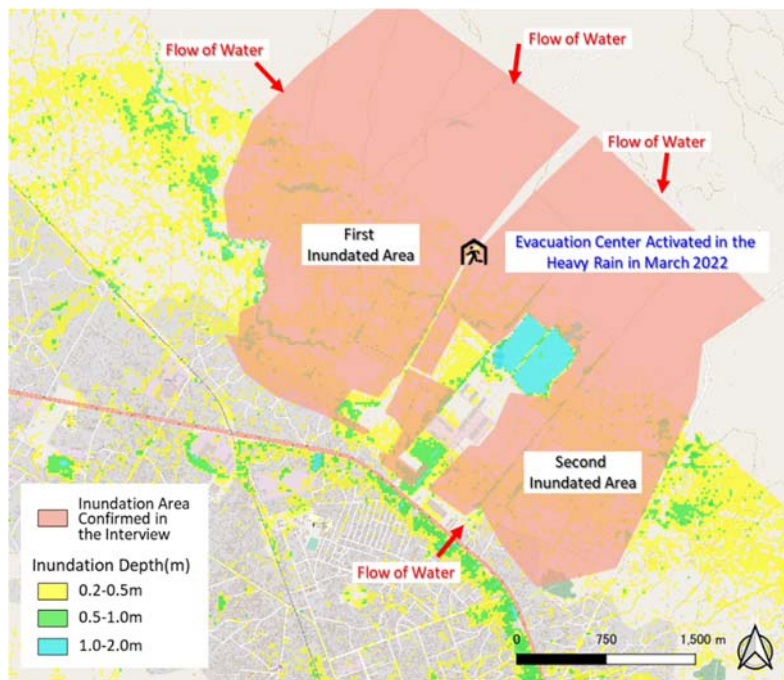 Flow of Water
Flow of Water
Flow of Water
First
Inundated Area
Evacuation Center Activated in the
Heavy Rain in March 2022
Second
Inundated Area
Flow of Water
Inundation Area
Confirmed in
the Interview
Inundation Depth(m)
0.2-0.5m
0.5-1.0m
1.0-2.0m
0 750 1,500 m